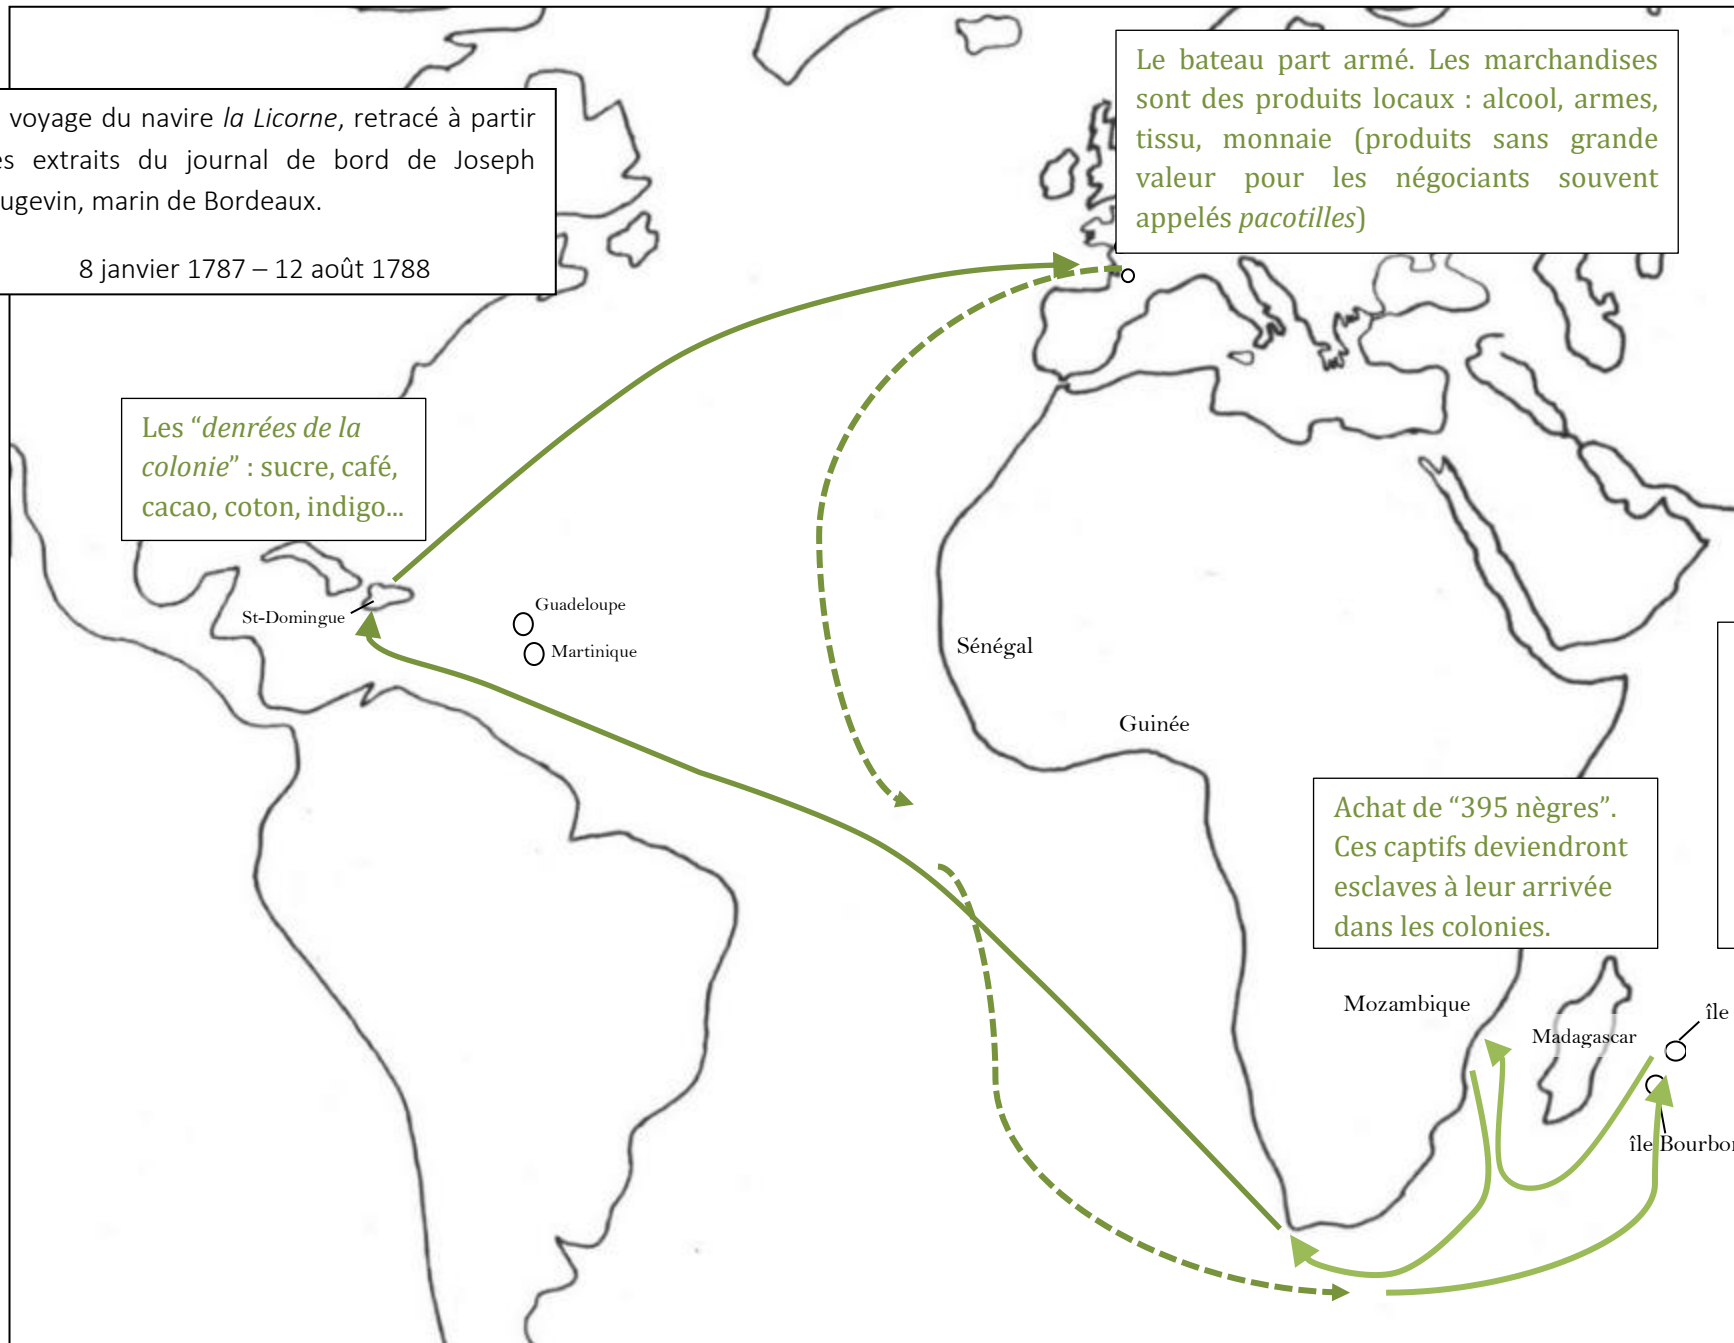 voyage du navire la Licorne, retracé à partir
es extraits du journal de bord de Joseph
ugevin, marin de Bordeaux.
8 janvier 1787 – 12 août 1788
Le bateau part armé. Les marchandises
sont des produits locaux : alcool, armes,
tissu, monnaie (produits sans grande
valeur pour les négociants souvent
appelés pacotilles)
Les “denrées de la
colonie” : sucre, café,
cacao, coton, indigo...
St-Domingue
Guadeloupe
Martinique
Sénégal
Guinée
Achat de “395 nègres”.
Ces captifs deviendront
esclaves à leur arrivée
dans les colonies.
Mozambique
Madagascar
île
île Bourbon